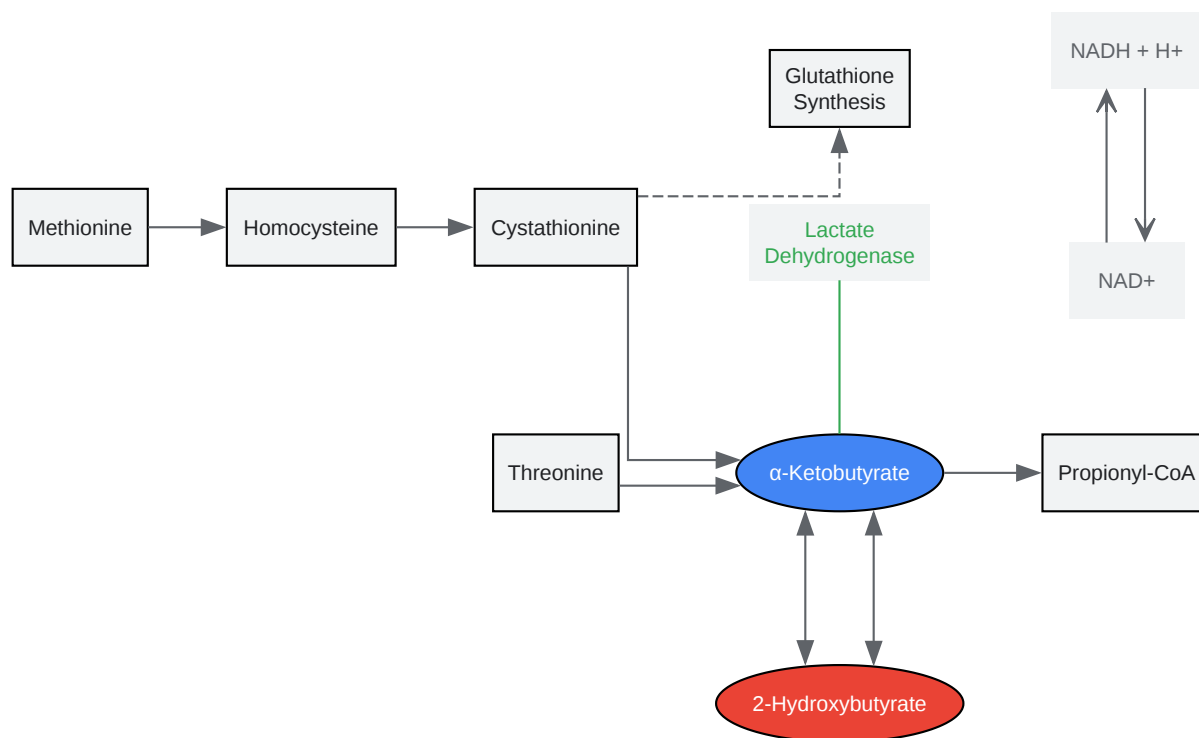 Glutathione
Synthesis
NADH + H+
Methionine
Homocysteine
Cystathionine
Lactate
Dehydrogenase
NAD+
Threonine
α-Ketobutyrate
Propionyl-CoA
2-Hydroxybutyrate